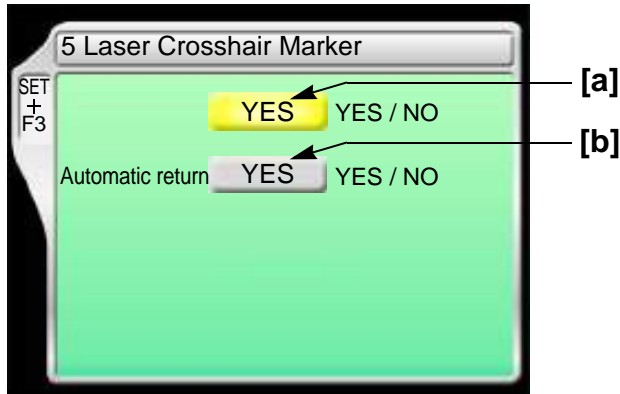 5 Laser Crosshair Marker
SET
+
F3
YES YES / NO [a]
Automatic return YES YES / NO [b]